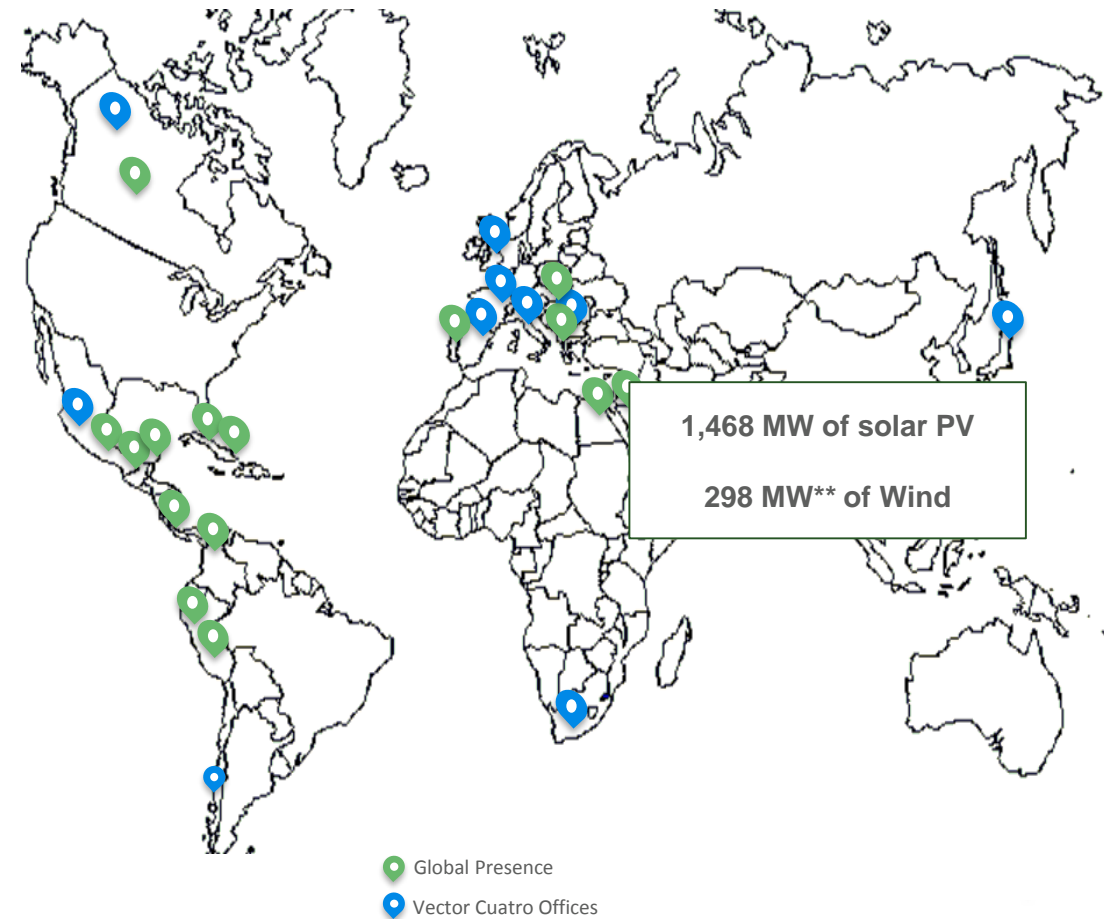 1,468 MW of solar PV
298 MW** of Wind
Global Presence
Vector Cuatro Offices